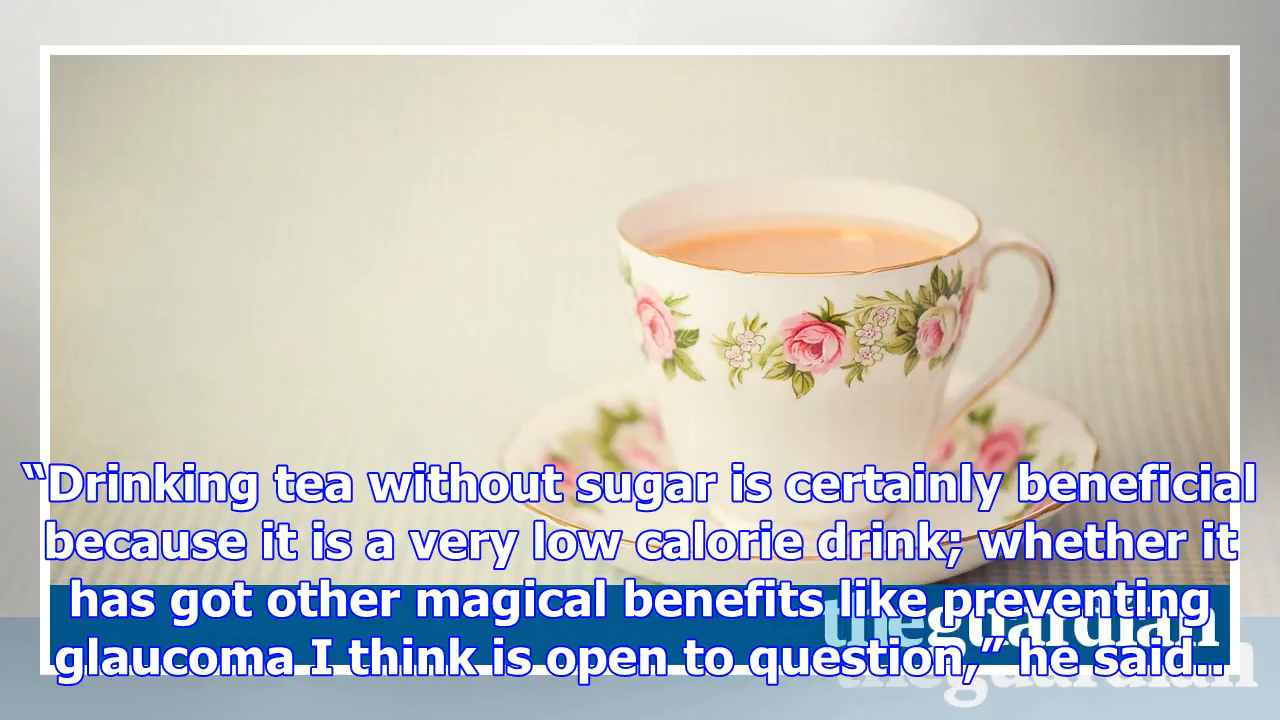 “Drinking tea without sugar is certainly beneficial
because it is a very low calorie drink; whether it
has got other magical benefits like preventing
theguardian
glaucoma I think is open to question,” he said..
theguardian